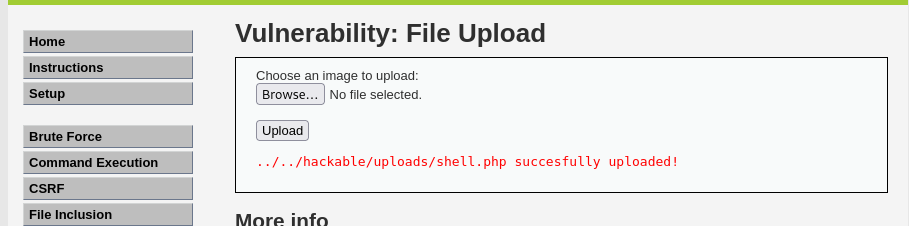 Home
Instructions
Setup
Brute Force
Command Execution
CSRF
File Inclusion
Vulnerability: File Upload
Choose an image to upload:
Browse... No file selected.
Upload
../../hackable/uploads/shell.php succesfully uploaded!
More info